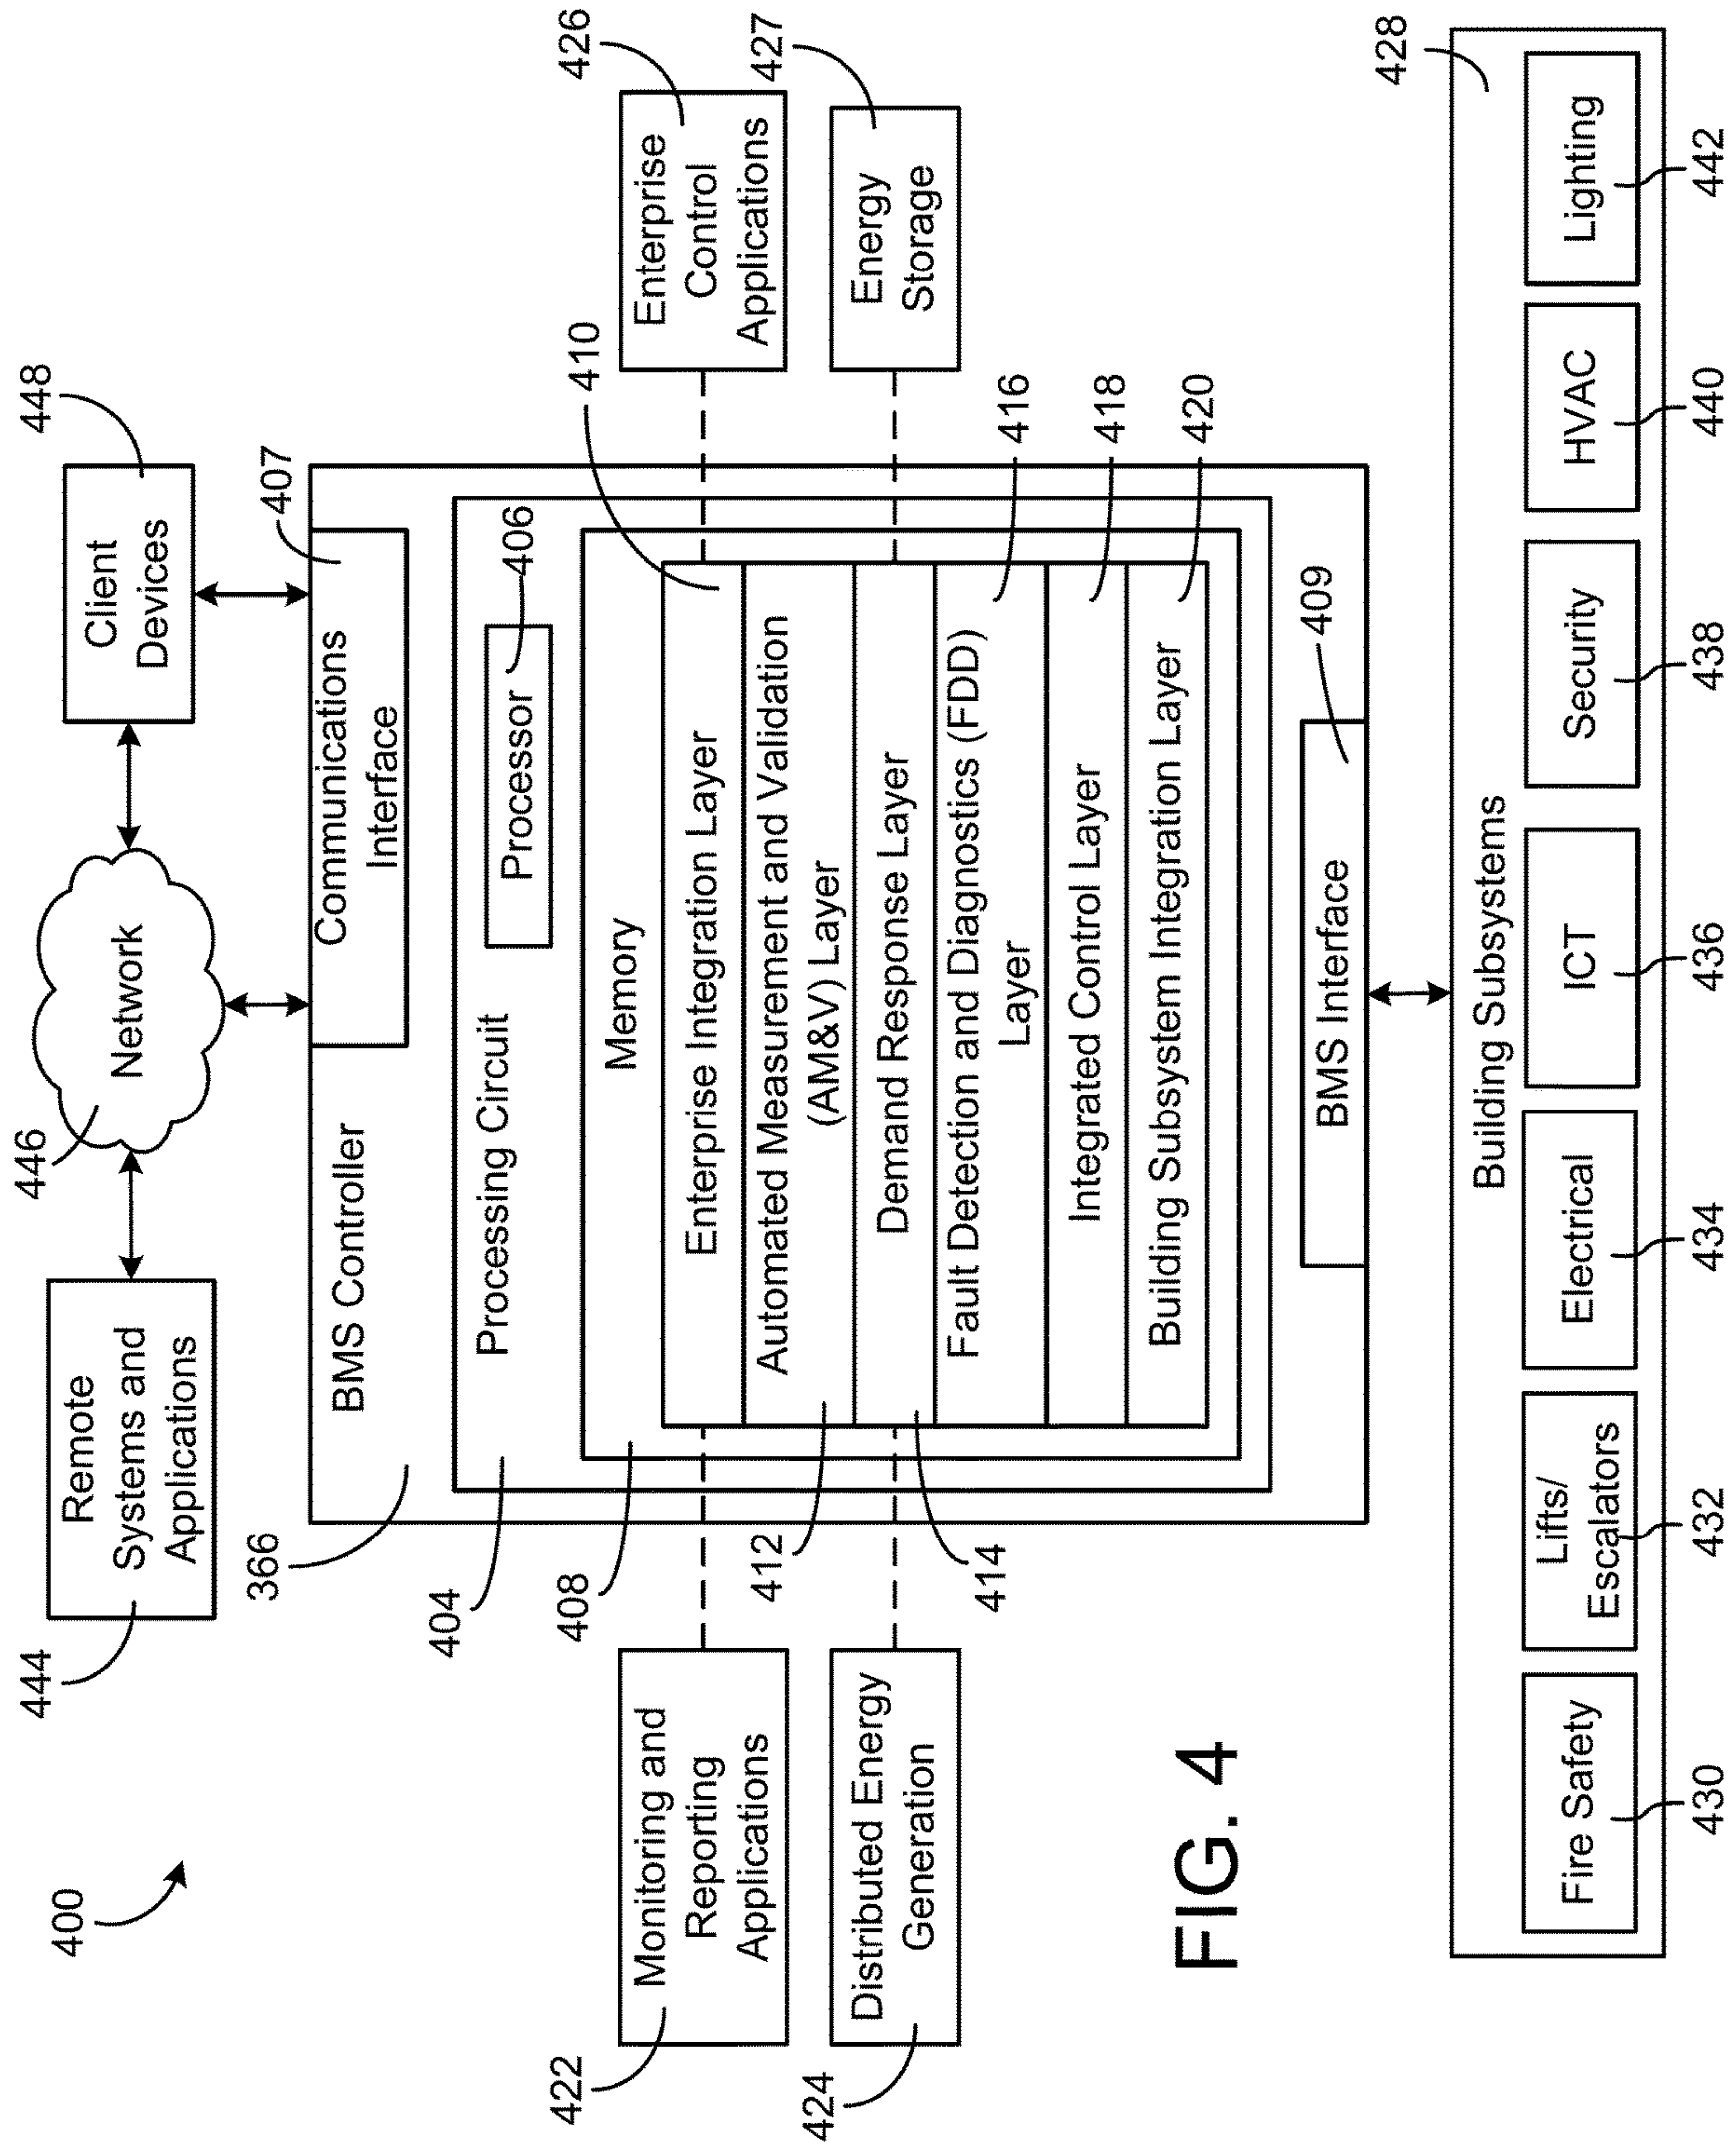 400
444
Remote
Systems and
Applications
446
Network
448
Client
Devices
366
BMS Controller
407
Communications
Interface
404
Processing Circuit
Processor
406
408
Memory
410
Enterprise Integration Layer
412
Automated Measurement and Validation
(AM&V) Layer
414
Demand Response Layer
416
Fault Detection and Diagnostics (FDD)
Layer
418
Integrated Control Layer
420
Building Subsystem Integration Layer
422
Monitoring and
Reporting
Applications
424
Distributed Energy
Generation
426
Enterprise
Control
Applications
427
Energy
Storage
409
BMS Interface
428
Building Subsystems
Fire Safety
Lifts/
Escalators
Electrical
ICT
Security
HVAC
Lighting
430
432
434
436
438
440
442
FIG. 4